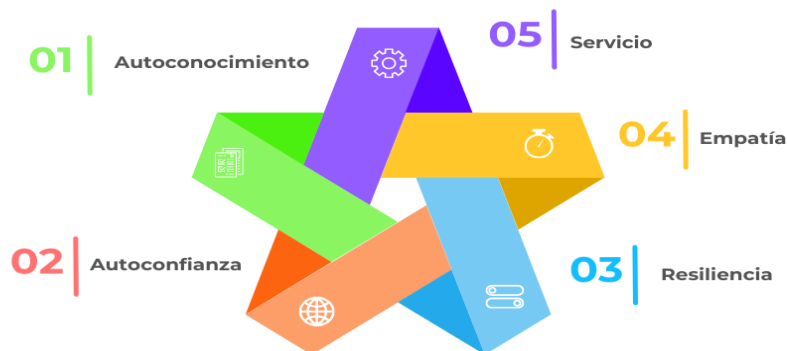 01 Autoconocimiento
02 Autoconfianza
03 Resiliencia
04 Empatía
05 Servicio